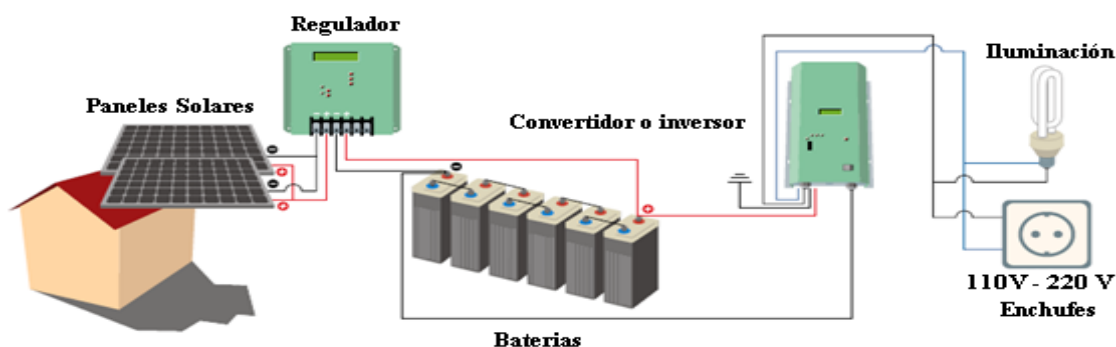 Regulador
Paneles Solares
Convertidor o inversor
Iluminación
110V - 220 V
Enchufes
Baterias